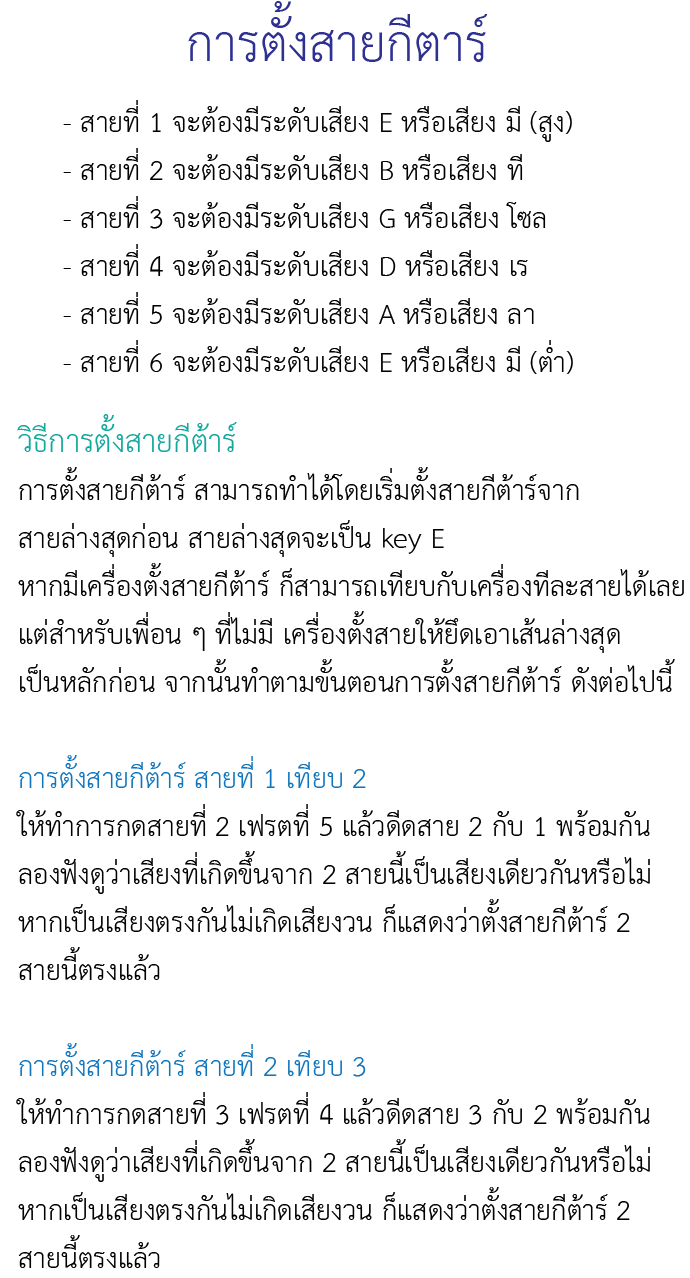 การตั้งสายกีตาร์
- สายที่ 1 จะต้องมีระดับเสียง E หรือเสียง มี (สูง)
- สายที่ 2 จะต้องมีระดับเสียง B หรือเสียง ที
- สายที่ 3 จะต้องมีระดับเสียง G หรือเสียง โซล
- สายที่ 4 จะต้องมีระดับเสียง D หรือเสียง เร
- สายที่ 5 จะต้องมีระดับเสียง A หรือเสียง ลา
- สายที่ 6 จะต้องมีระดับเสียง E หรือเสียง มี (ต่ำ)
วิธีการตั้งสายกีต้าร์
การตั้งสายกีต้าร์ สามารถทำได้โดยเริ่มตั้งสายกีต้าร์จาก
สายล่างสุดก่อน สายล่างสุดจะเป็น key E
หากมีเครื่องตั้งสายกีต้าร์ ก็สามารถเทียบกับเครื่องทีละสายได้เลย
แต่สำหรับเพื่อน ๆ ที่ไม่มี เครื่องตั้งสายให้ยึดเอาเส้นล่างสุด
เป็นหลักก่อน จากนั้นทำตามขั้นตอนการตั้งสายกีต้าร์ ดังต่อไปนี้
การตั้งสายกีต้าร์ สายที่ 1 เทียบ 2
ให้ทำการกดสายที่ 2 เฟรตที่ 5 แล้วดีดสาย 2 กับ 1 พร้อมกัน
ลองฟังดูว่าเสียงที่เกิดขึ้นจาก 2 สายนี้เป็นเสียงเดียวกันหรือไม่
หากเป็นเสียงตรงกันไม่เกิดเสียงวน ก็แสดงว่าตั้งสายกีต้าร์ 2
สายนี้ตรงแล้ว
การตั้งสายกีต้าร์ สายที่ 2 เทียบ 3
ให้ทำการกดสายที่ 3 เฟรตที่ 4 แล้วดีดสาย 3 กับ 2 พร้อมกัน
ลองฟังดูว่าเสียงที่เกิดขึ้นจาก 2 สายนี้เป็นเสียงเดียวกันหรือไม่
หากเป็นเสียงตรงกันไม่เกิดเสียงวน ก็แสดงว่าตั้งสายกีต้าร์ 2
สายนี้ตรงแล้ว